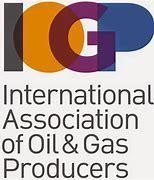 IOGP
International
Association
of Oil & Gas
Producers